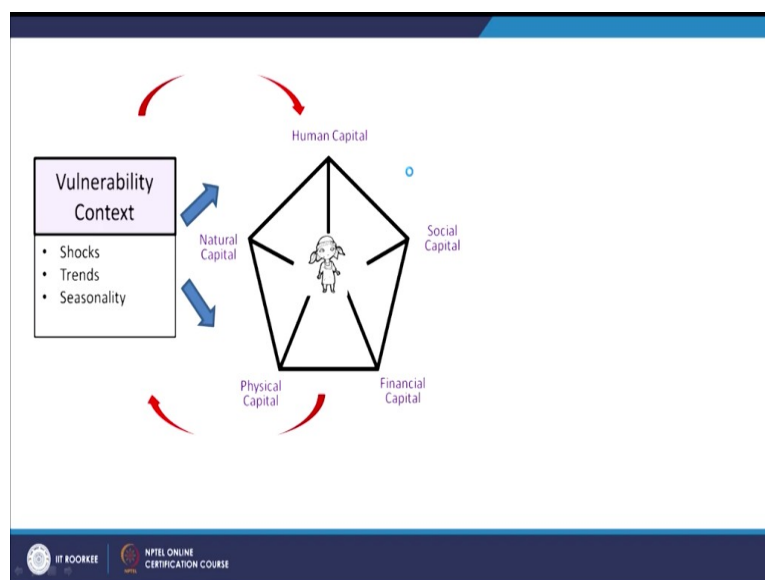 Human Capital
Vulnerability
Context
• Shocks
• Trends
• Seasonality
Natural
Capital
Social
Capital
Physical
Capital
Financial
Capital
IIT ROORKEE
NPTEL ONLINE
CERTIFICATION COURSE